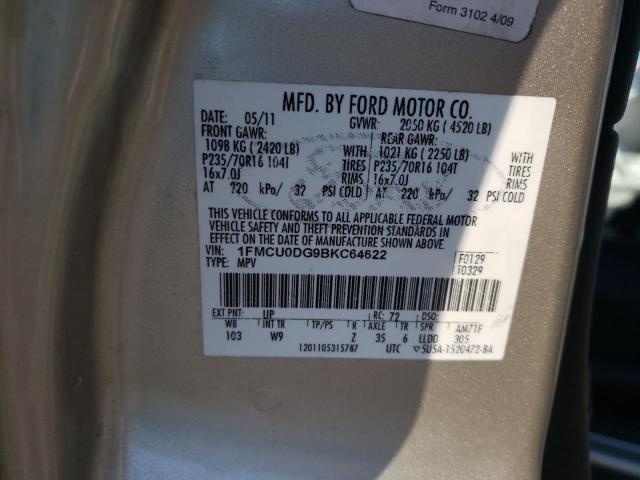 Form 3102 4/09
MFD. BY FORD MOTOR CO.
DATE: 05/11 GVWR: 2050 KG ( 4520 LB)
FRONT GAWR: REAR GAWR:
1098 KG ( 2420 LB) WITH 1021 KG ( 2250 LB) WITH
P235/70R16 104T TIRES P235/70R16 104T TIRES
16x7.0J RIMS 16x7.0J RIMS
AT 220 kPa/ 32 PSI COLD AT 220 kPa/ 32 PSI COLD
THIS VEHICLE CONFORMS TO ALL APPLICABLE FEDERAL MOTOR
VEHICLE SAFETY AND THEFT PREVENTION STANDARDS IN
EFFECT ON THE DATE OF MANUFACTURE SHOWN ABOVE.
VIN: 1FMCU0DG9BKC64622 F0129
TYPE: MPV T0329
EXT PNT: UP RC: 72 DSO:
WB INT TR TP/PS R AXLE TR SPR AM7TF
103 W9 Z 35 6 LLDD 305
1201105315787 UTC 5U5A-1520472-BA